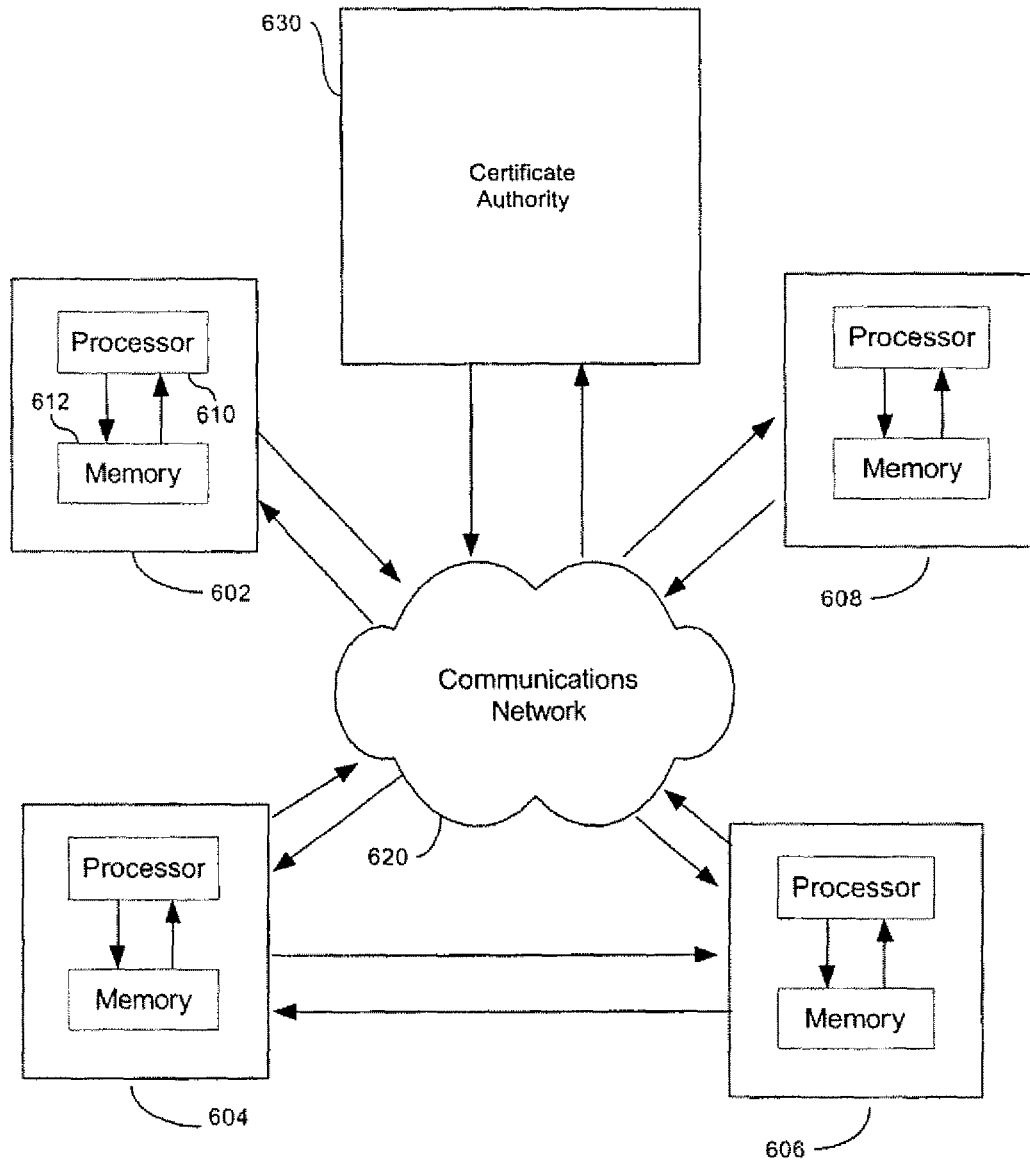 630
Certificate
Authority
Processor
610
612
Memory
602
Processor
Memory
608
Communications
Network
620
Processor
Memory
604
Processor
Memory
606